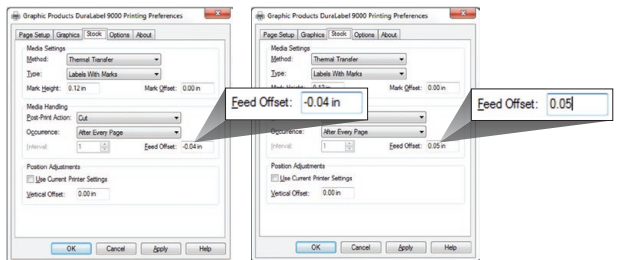 Graphic Products DuraLabel 9000 Printing Preferences
Page Setup Graphics Stock Options About
Media Settings
Method: Thermal Transfer
Type: Labels With Marks
Mark Height: 0.12 in Mark Offset: 0.00 in
Media Handling
Post-Print Action: Cut
Occurrence: After Every Page
Interval: 1 Feed Offset: -0.04 in
Position Adjustments
Use Current Printer Settings
Vertical Offset: 0.00 in
OK Cancel Apply Help
Feed Offset: -0.04 in
Graphic Products DuraLabel 9000 Printing Preferences
Page Setup Graphics Stock Options About
Media Settings
Method: Thermal Transfer
Type: Labels With Marks
Mark Offset: 0.00 in
Occurrence: After Every Page
Interval: 1 Feed Offset: 0.05 in
Position Adjustments
Use Current Printer Settings
Vertical Offset: 0.00 in
OK Cancel Apply Help
Feed Offset: 0.05